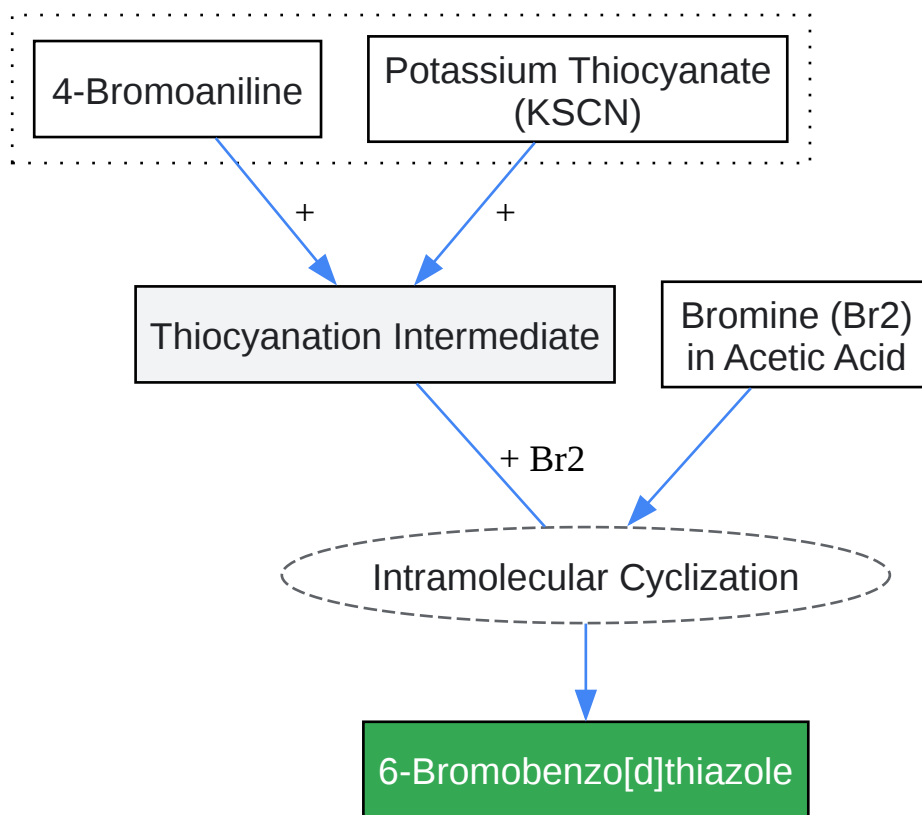 4-Bromoaniline
Potassium Thiocyanate
(KSCN)
+
+
Thiocyanation Intermediate
Bromine (Br2)
in Acetic Acid
+ Br2
Intramolecular Cyclization
6-Bromobenzo[d]thiazole